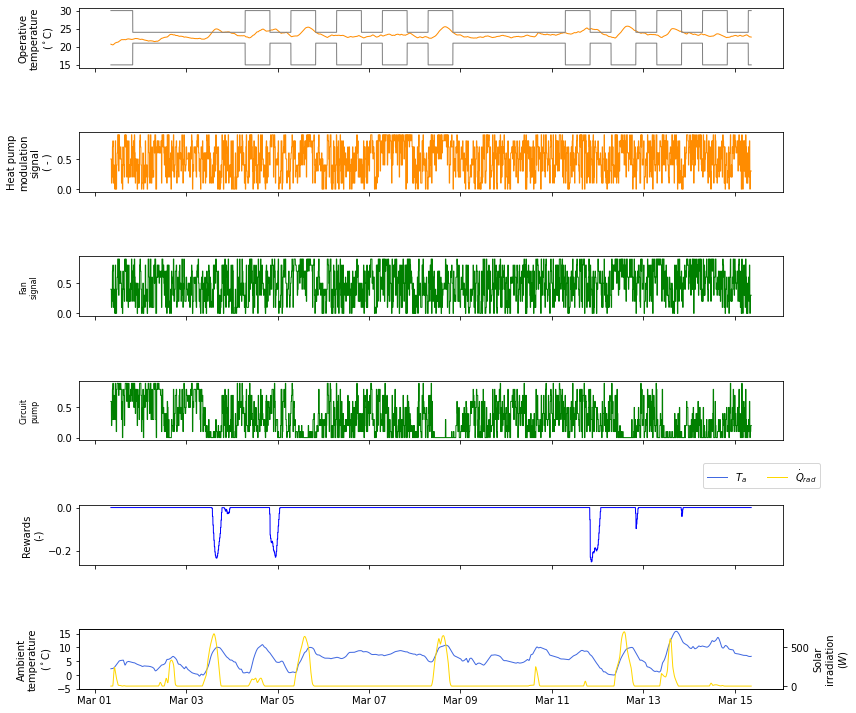 30
25
20
15
Operative
temperature
(°C)
0.5
0.0
Heat pump
modulation
signal
( - )
0.5
0.0
Fan
signal
0.5
0.0
Circuit
pump
T_a
Q̇_rad
0.0
−0.2
Rewards
(-)
15
10
5
0
−5
Ambient
temperature
(°C)
500
0
Solar
irradiation
(W)
Mar 01 Mar 03 Mar 05 Mar 07 Mar 09 Mar 11 Mar 13 Mar 15